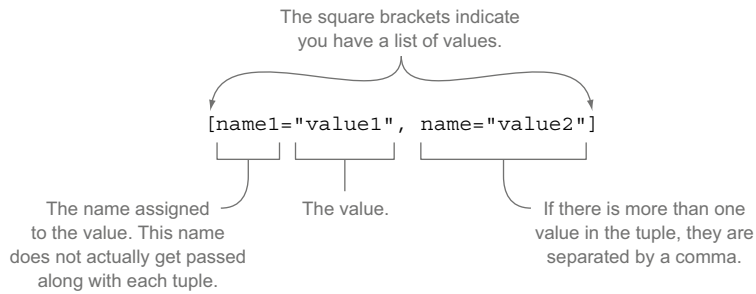 The square brackets indicate
you have a list of values.
[name1="value1", name="value2"]
The name assigned
to the value. This name
does not actually get passed
along with each tuple.
The value.
If there is more than one
value in the tuple, they are
separated by a comma.